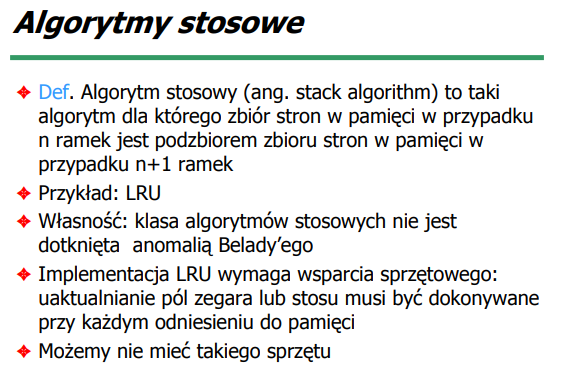 Algorytmy stosowe
Def. Algorytm stosowy (ang. stack algorithm) to taki
algorytm dla którego zbiór stron w pamięci w przypadku
n ramek jest podzbiorem zbioru stron w pamięci w
przypadku n+1 ramek
Przykład: LRU
Własność: klasa algorytmów stosowych nie jest
dotknięta anomalią Belady’ego
Implementacja LRU wymaga wsparcia sprzętowego:
uaktualnianie pól zegara lub stosu musi być dokonywane
przy każdym odniesieniu do pamięci
Możemy nie mieć takiego sprzętu